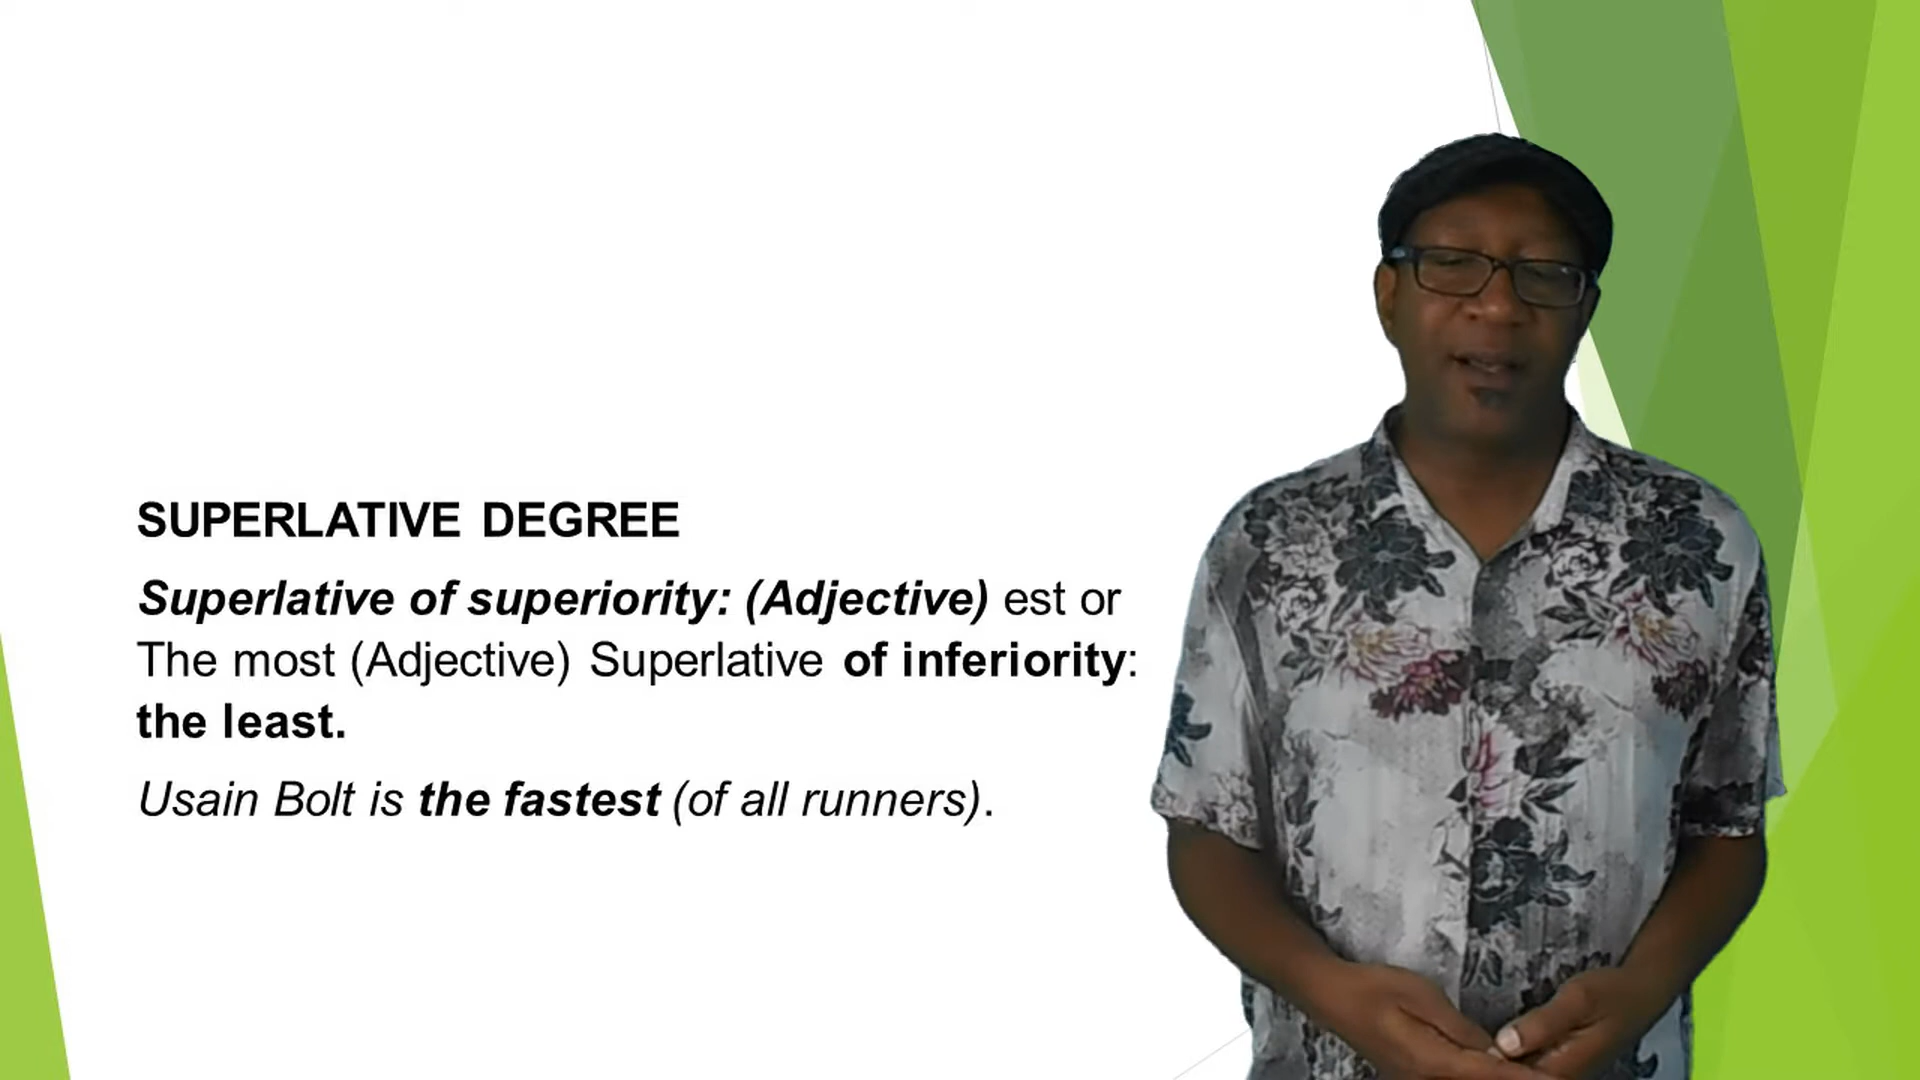 SUPERLATIVE DEGREE
Superlative of superiority: (Adjective) est or
The most (Adjective) Superlative of inferiority:
the least.
Usain Bolt is the fastest (of all runners).